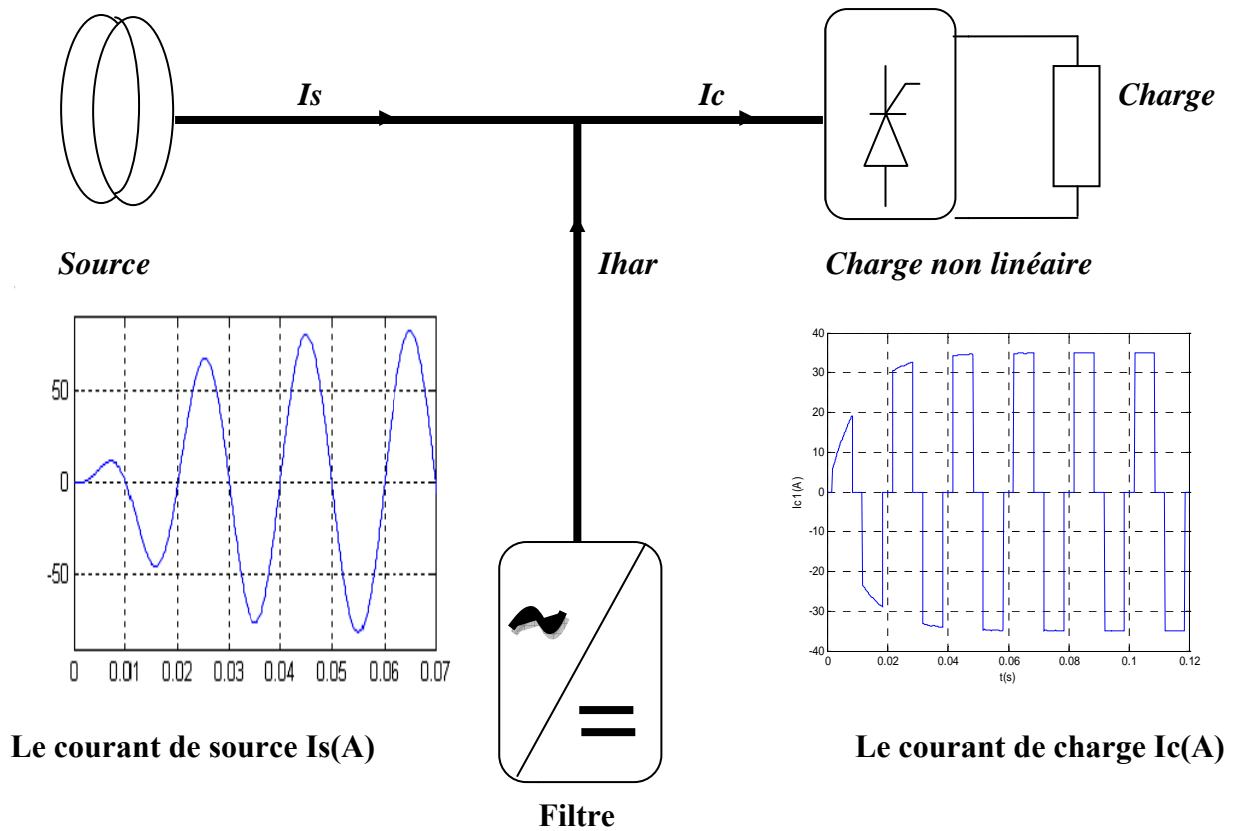 Is
Ic
Charge
Source
Ihar
Charge non linéaire
50
0
-50
0 0.01 0.02 0.03 0.04 0.05 0.06 0.07
40
30
20
10
0
-10
-20
-30
-40
Ic1(A)
0 0.02 0.04 0.06 0.08 0.1 0.12
t(s)
Le courant de source Is(A)
Le courant de charge Ic(A)
Filtre